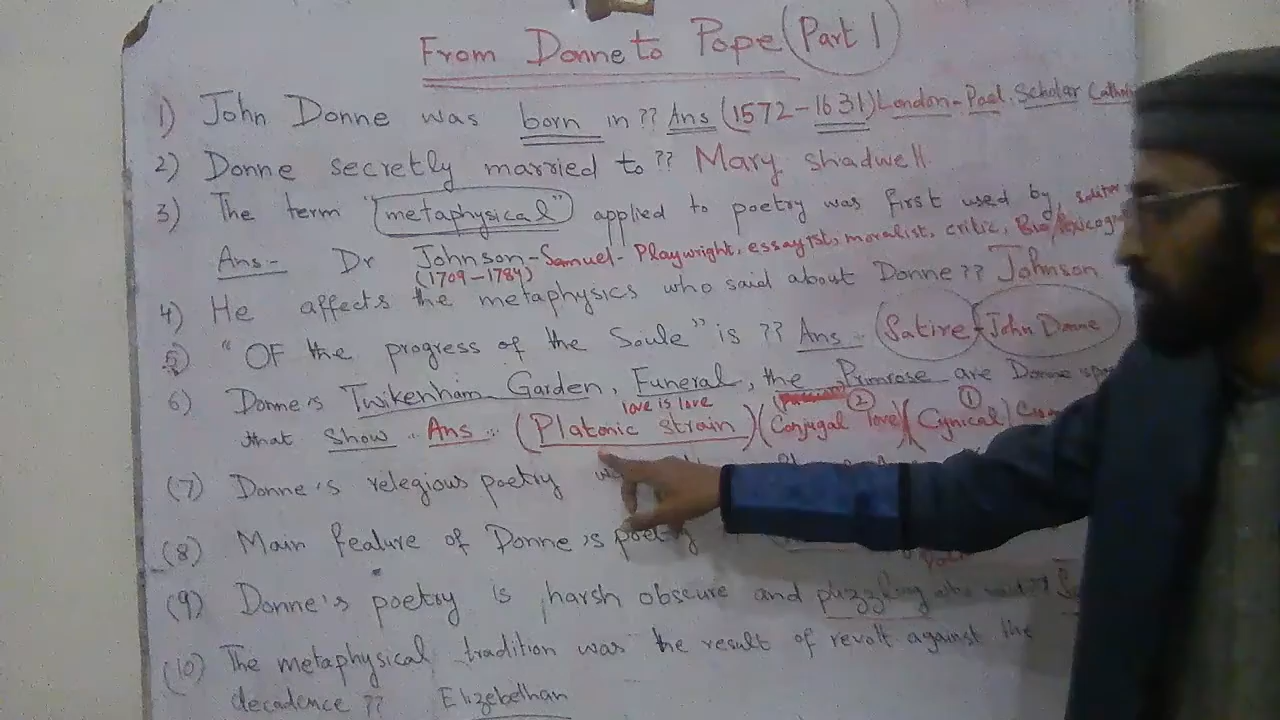 From Donne to Pope (Part 1)
1) John Donne was born in ?? Ans (1572-1631) London - Poet. Scholar
2) Donne secretly married to ?? Mary shadwell
3) The term "metaphysical" applied to poetry was first used by,
Ans:- Dr Johnson - Samuel - Playwright, essayist, moralist, critic,
(1709-1784)
4) He affects the metaphysics who said about Donne ?? Johnson
5) "OF the progress of the Soule" is ?? Ans - (Satire) (John Donne)
6) Donne's Twikenham Garden, Funeral, the Primrose are Donne's
love is love (2) (1)
that show - Ans :- (Platonic strain) (Conjugal love) (Cynical)
(7) Donne's relegious poetry
(8) Main feature of Donne's poetry
(9) Donne's poetry is harsh obscure and puzzling who said ??
(10) The metaphysical tradition was the result of revolt against the
decadence ?? Elizebethan